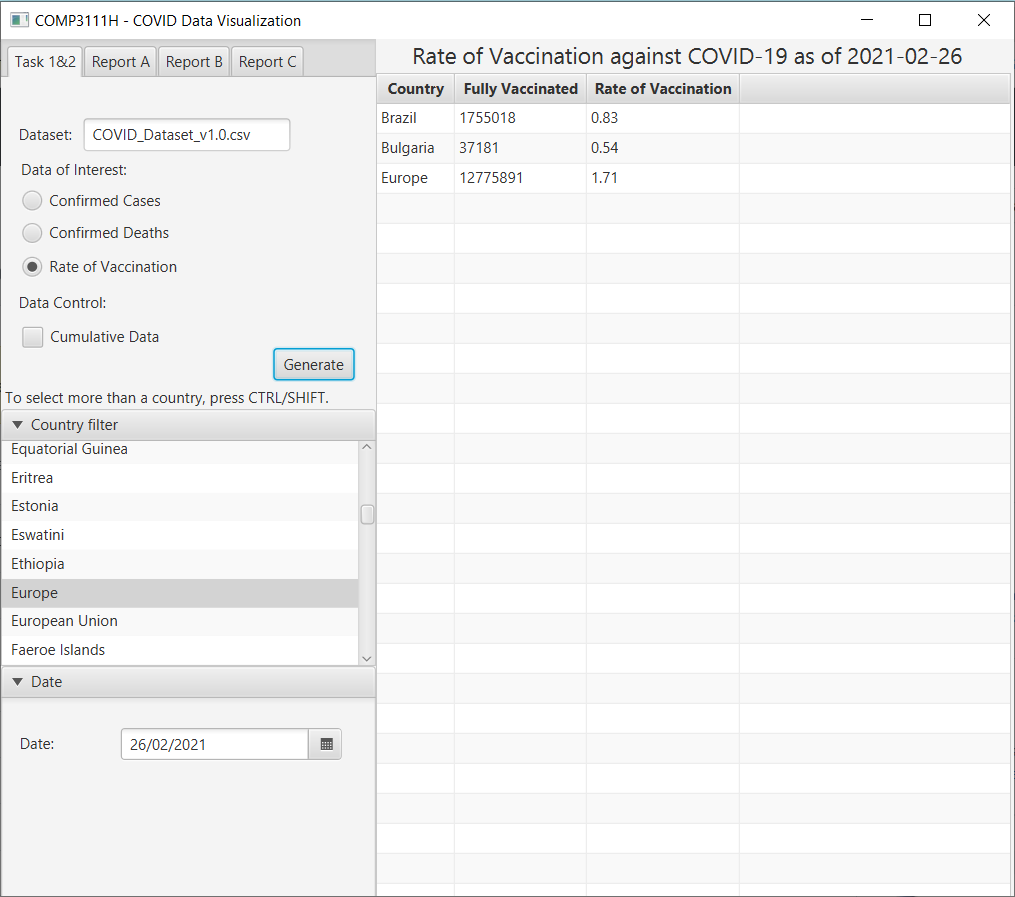 COMP3111H - COVID Data Visualization
Task 1&2 Report A Report B Report C
Dataset: COVID_Dataset_v1.0.csv
Data of Interest:
Confirmed Cases
Confirmed Deaths
Rate of Vaccination
Data Control:
Cumulative Data
Generate
To select more than a country, press CTRL/SHIFT.
Country filter
Equatorial Guinea
Eritrea
Estonia
Eswatini
Ethiopia
Europe
European Union
Faeroe Islands
Date
Date: 26/02/2021
Rate of Vaccination against COVID-19 as of 2021-02-26
Country Fully Vaccinated Rate of Vaccination
Brazil 1755018 0.83
Bulgaria 37181 0.54
Europe 12775891 1.71